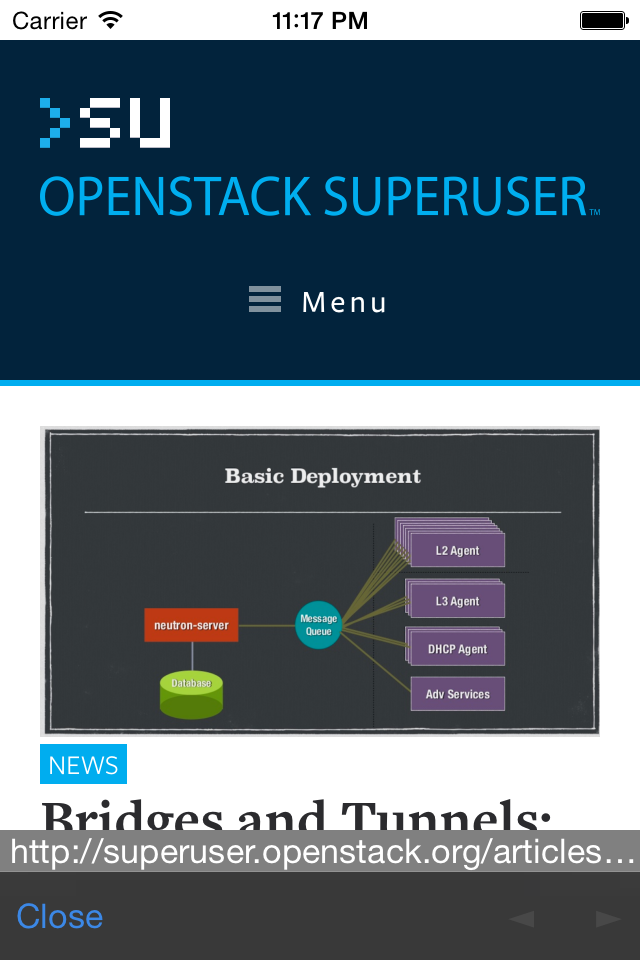 Carrier 11:17 PM
>SU
OPENSTACK SUPERUSER™
Menu
Basic Deployment
L2 Agent
L3 Agent
neutron-server
Message
Queue
DHCP Agent
Database
Adv Services
NEWS
Bridges and Tunnels:
http://superuser.openstack.org/articles...
Close